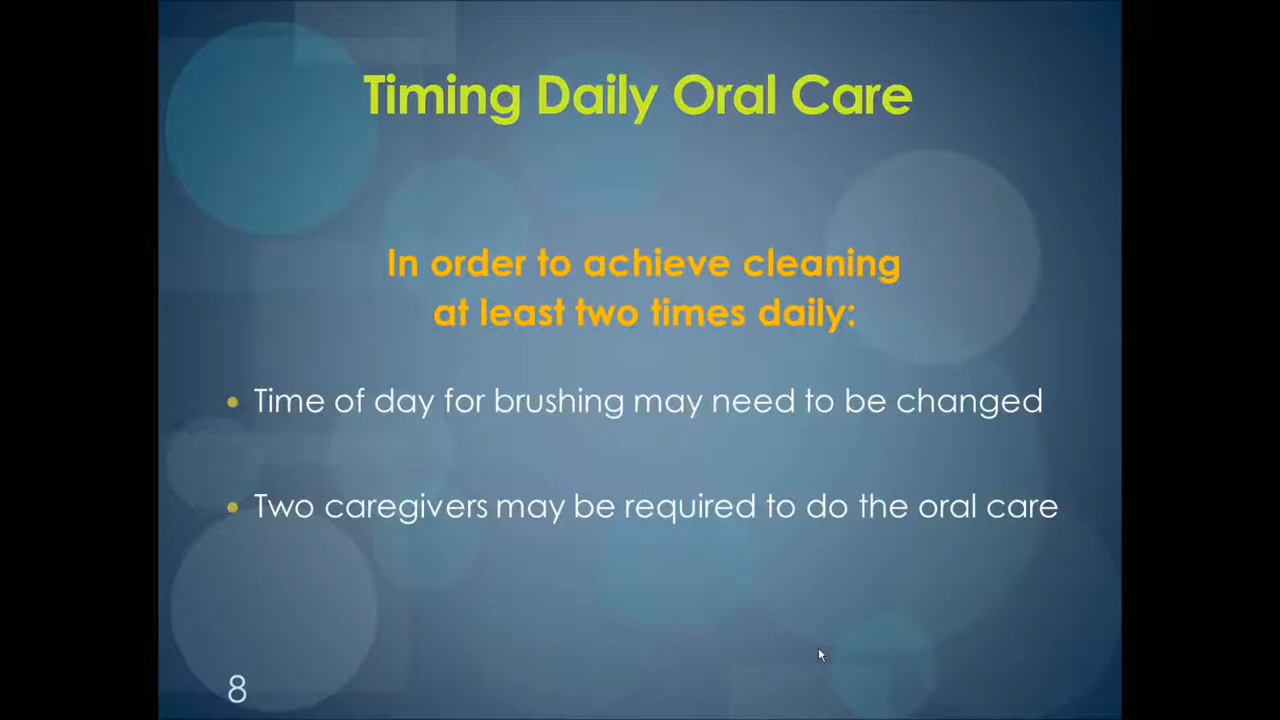 Timing Daily Oral Care
In order to achieve cleaning
at least two times daily:
• Time of day for brushing may need to be changed
• Two caregivers may be required to do the oral care
8